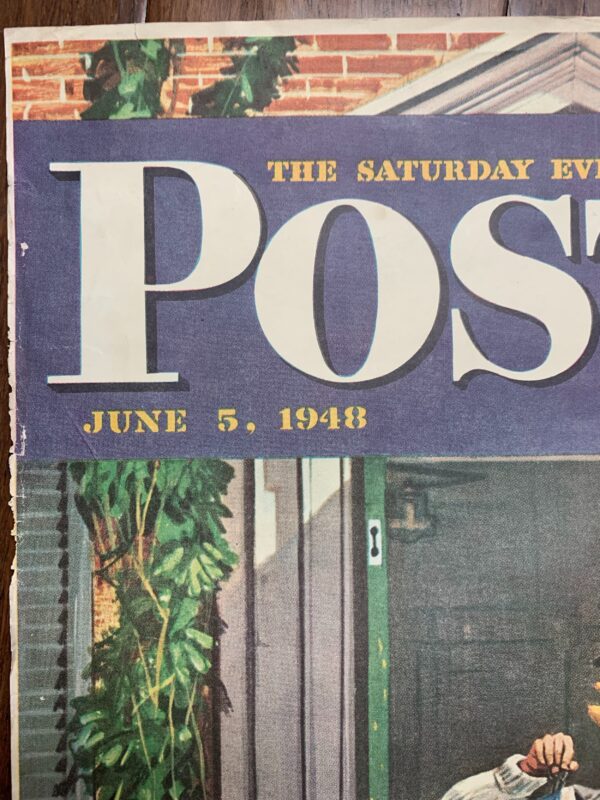 THE SATURDAY EV
POS
JUNE 5, 1948